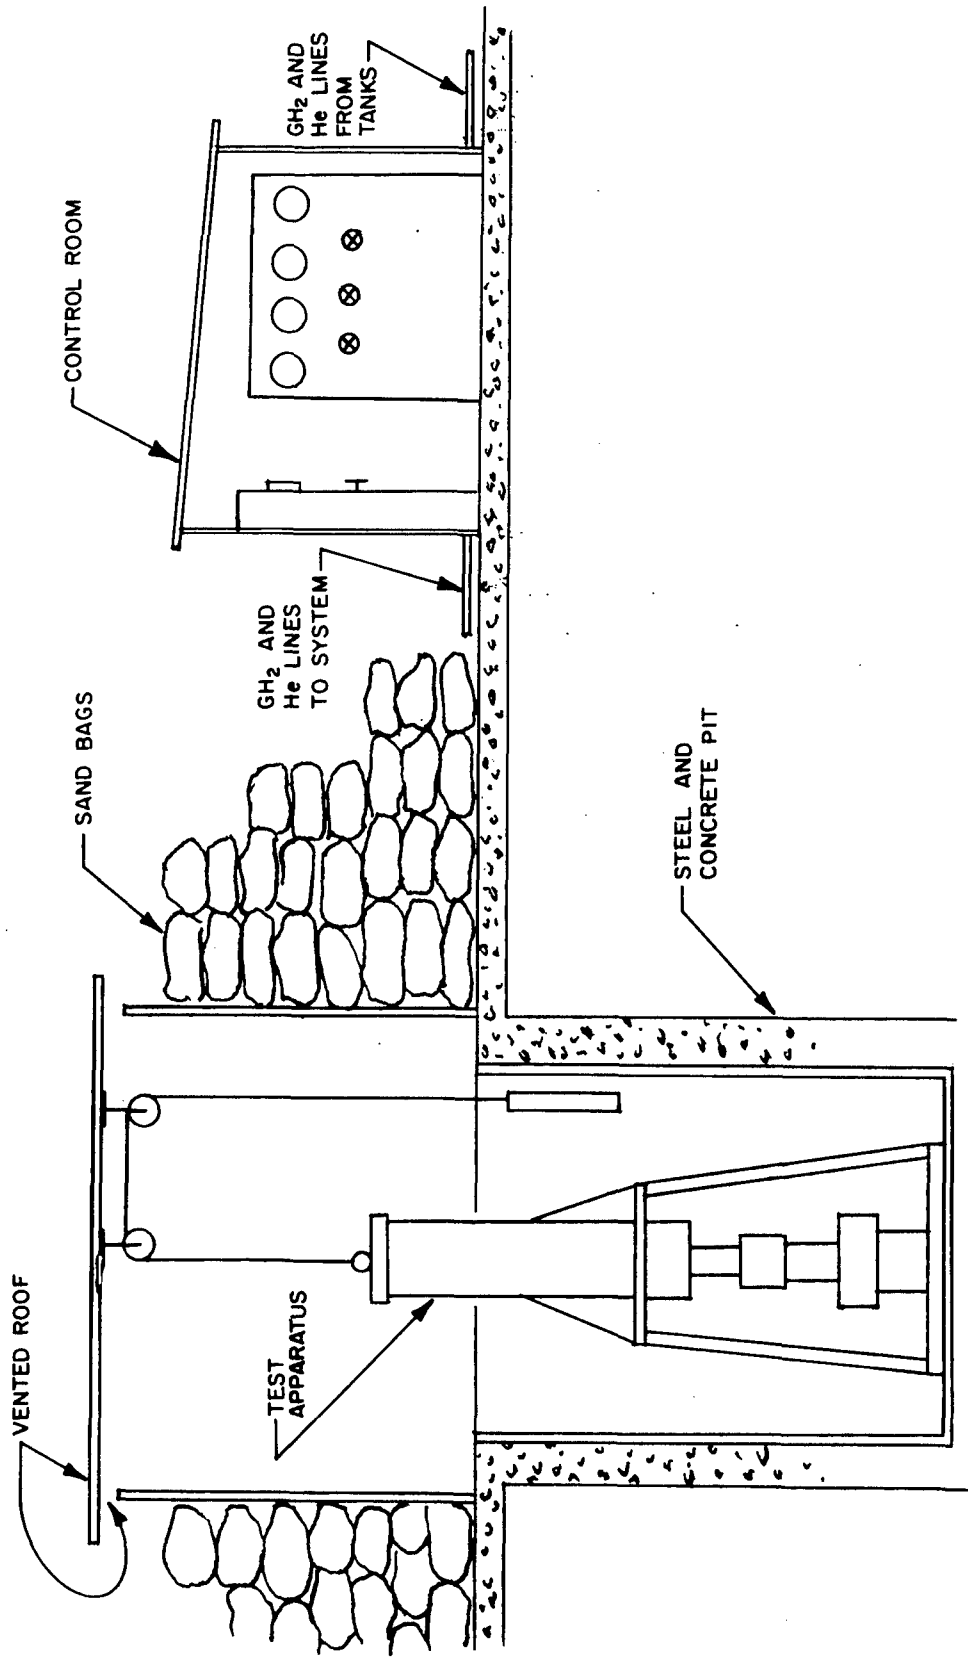 VENTED ROOF
TEST
APPARATUS
SAND BAGS
GH₂ AND
He LINES
TO SYSTEM
CONTROL ROOM
GH₂ AND
He LINES
FROM
TANKS
STEEL AND
CONCRETE PIT